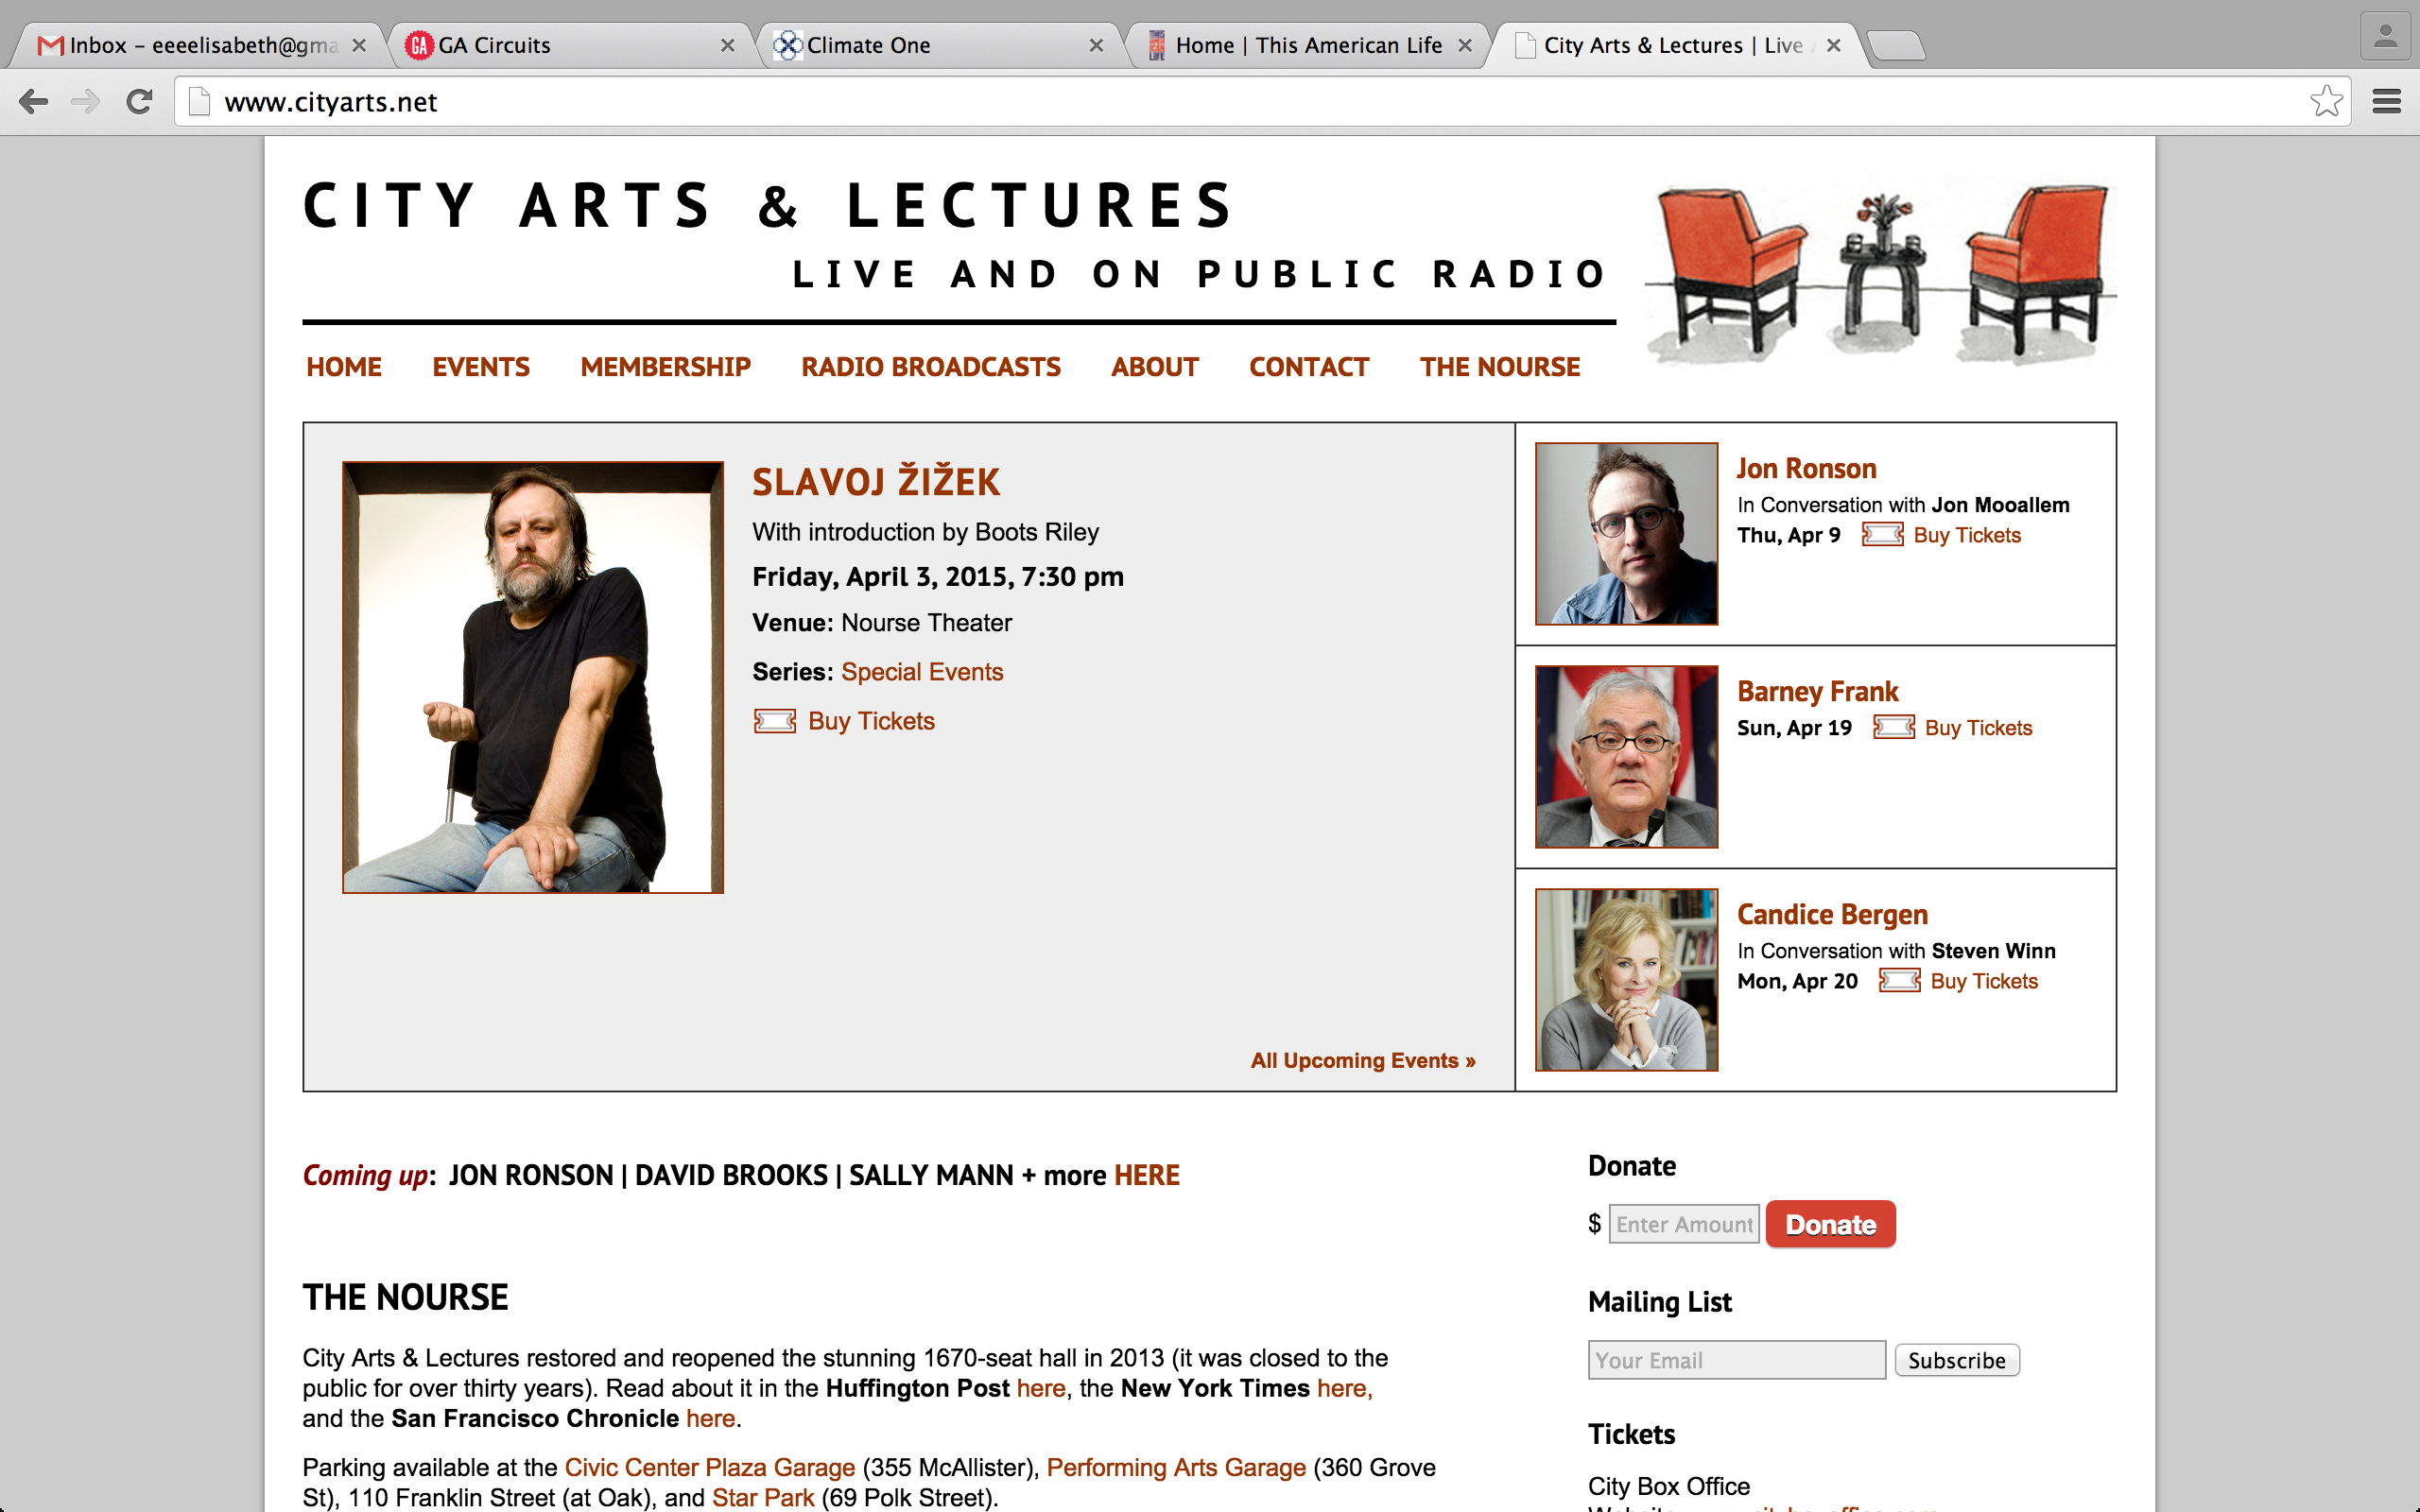 Inbox – eeeelisabeth@gma
GA Circuits
Climate One
Home | This American Life
City Arts & Lectures | Live
www.cityarts.net
CITY ARTS & LECTURES
LIVE AND ON PUBLIC RADIO
HOME EVENTS MEMBERSHIP RADIO BROADCASTS ABOUT CONTACT THE NOURSE
SLAVOJ ŽIŽEK
With introduction by Boots Riley
Friday, April 3, 2015, 7:30 pm
Venue: Nourse Theater
Series: Special Events
Buy Tickets
All Upcoming Events »
Jon Ronson
In Conversation with Jon Mooallem
Thu, Apr 9 Buy Tickets
Barney Frank
Sun, Apr 19 Buy Tickets
Candice Bergen
In Conversation with Steven Winn
Mon, Apr 20 Buy Tickets
Coming up: JON RONSON | DAVID BROOKS | SALLY MANN + more HERE
THE NOURSE
City Arts & Lectures restored and reopened the stunning 1670-seat hall in 2013 (it was closed to the
public for over thirty years). Read about it in the Huffington Post here, the New York Times here,
and the San Francisco Chronicle here.
Parking available at the Civic Center Plaza Garage (355 McAllister), Performing Arts Garage (360 Grove
St), 110 Franklin Street (at Oak), and Star Park (69 Polk Street).
Donate
$ Enter Amount Donate
Mailing List
Your Email Subscribe
Tickets
City Box Office